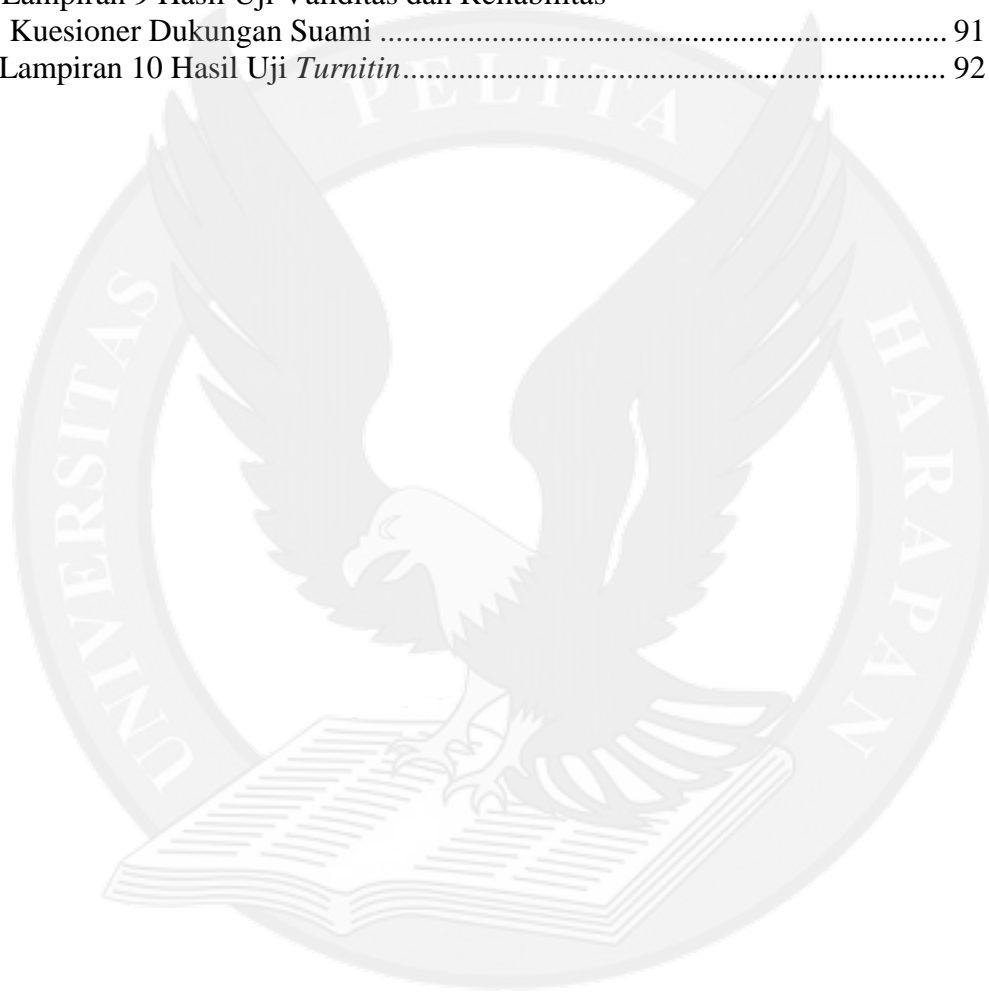 Lampiran 9 Hasil Uji Validitas dan Reliabilitas
Kuesioner Dukungan Suami ........................................................................ 91
Lampiran 10 Hasil Uji Turnitin..................................................................... 92
UNIVERSITAS PELITA HARAPAN